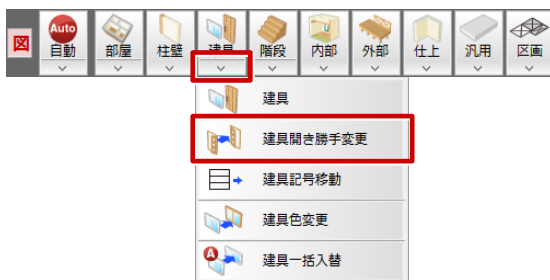 図
Auto
自動 部屋 柱壁 建具 階段 内部 外部 仕上 汎用 区画
建具
建具開き勝手変更
建具記号移動
建具色変更
A 建具一括入替